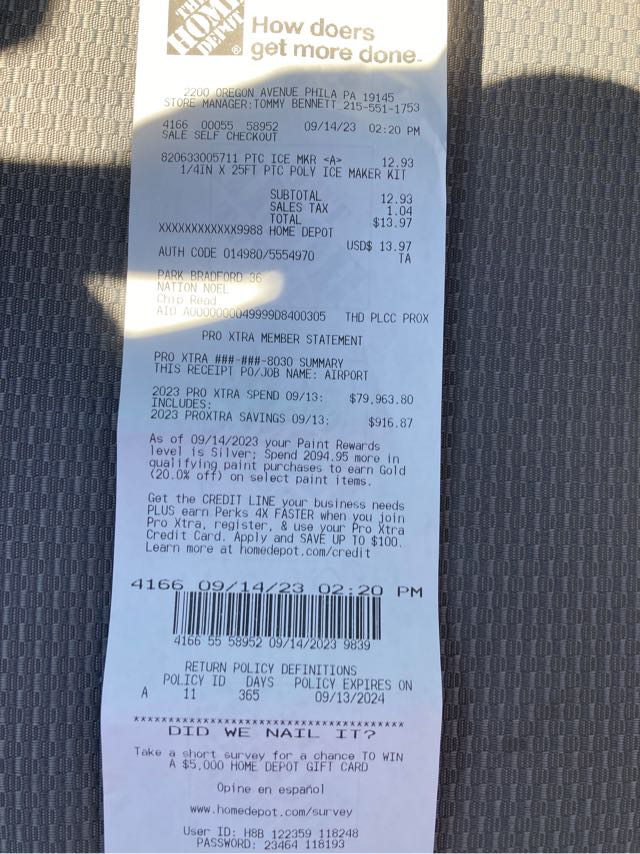 THE
HOME
DEPOT
How doers
get more done.
2200 OREGON AVENUE PHILA PA 19145
STORE MANAGER:TOMMY BENNETT 215-551-1753
4166 00055 58952 09/14/23 02:20 PM
SALE SELF CHECKOUT
820633005711 PTC ICE MKR <A> 12.93
1/4IN X 25FT PTC POLY ICE MAKER KIT
SUBTOTAL 12.93
SALES TAX 1.04
TOTAL $13.97
XXXXXXXXXXXX9988 HOME DEPOT
USD$ 13.97
AUTH CODE 014980/5554970 TA
PARK BRADFORD 36
NATION NOEL
Chip Read
AID A0000000049999D8400305 THD PLCC PROX
PRO XTRA MEMBER STATEMENT
PRO XTRA ###-###-8030 SUMMARY
THIS RECEIPT PO/JOB NAME: AIRPORT
2023 PRO XTRA SPEND 09/13: $79,963.80
INCLUDES:
2023 PROXTRA SAVINGS 09/13: $916.87
As of 09/14/2023 your Paint Rewards
level is Silver; Spend 2094.95 more in
qualifying paint purchases to earn Gold
(20.0% off) on select paint items.
Get the CREDIT LINE your business needs
PLUS earn Perks 4X FASTER when you join
Pro Xtra, register, & use your Pro Xtra
Credit Card. Apply and SAVE UP TO $100.
Learn more at homedepot.com/credit
4166 09/14/23 02:20 PM
4166 55 58952 09/14/2023 9839
RETURN POLICY DEFINITIONS
POLICY ID DAYS POLICY EXPIRES ON
A 11 365 09/13/2024
****************************************
DID WE NAIL IT?
Take a short survey for a chance TO WIN
A $5,000 HOME DEPOT GIFT CARD
Opine en español
www.homedepot.com/survey
User ID: H8B 122359 118248
PASSWORD: 23464 118193